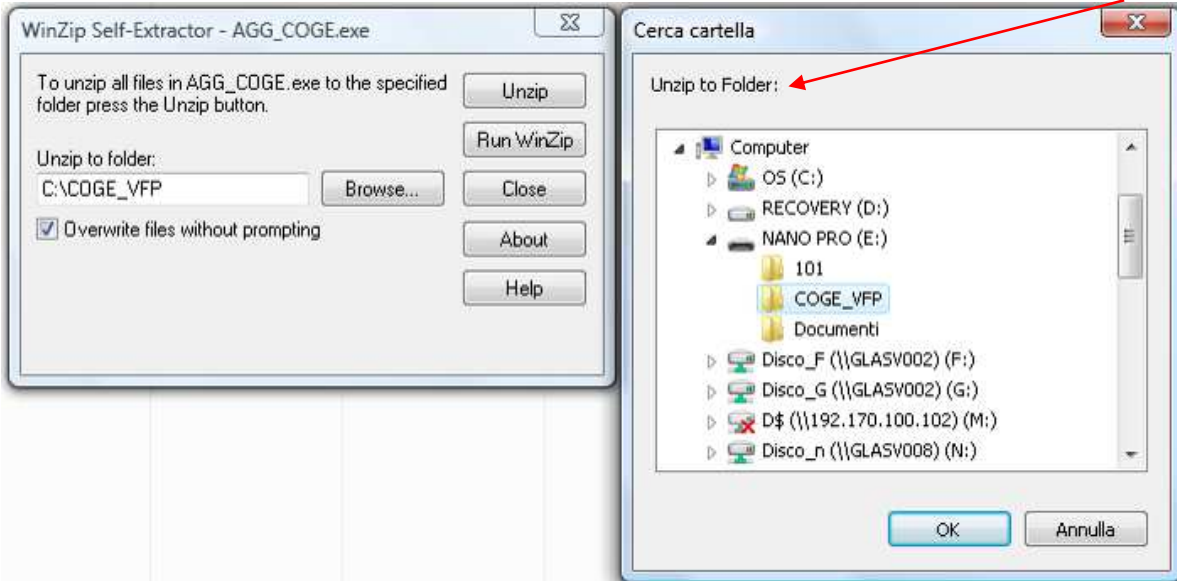 WinZip Self-Extractor - AGG_COGE.exe
To unzip all files in AGG_COGE.exe to the specified
folder press the Unzip button.
Unzip to folder:
C:\COGE_VFP
Browse...
Overwrite files without prompting
Unzip
Run WinZip
Close
About
Help
Cerca cartella
Unzip to Folder:
Computer
OS (C:)
RECOVERY (D:)
NANO PRO (E:)
101
COGE_VFP
Documenti
Disco_F (\\GLASV002) (F:)
Disco_G (\\GLASV002) (G:)
D$ (\\192.170.100.102) (M:)
Disco_n (\\GLASV008) (N:)
OK
Annulla